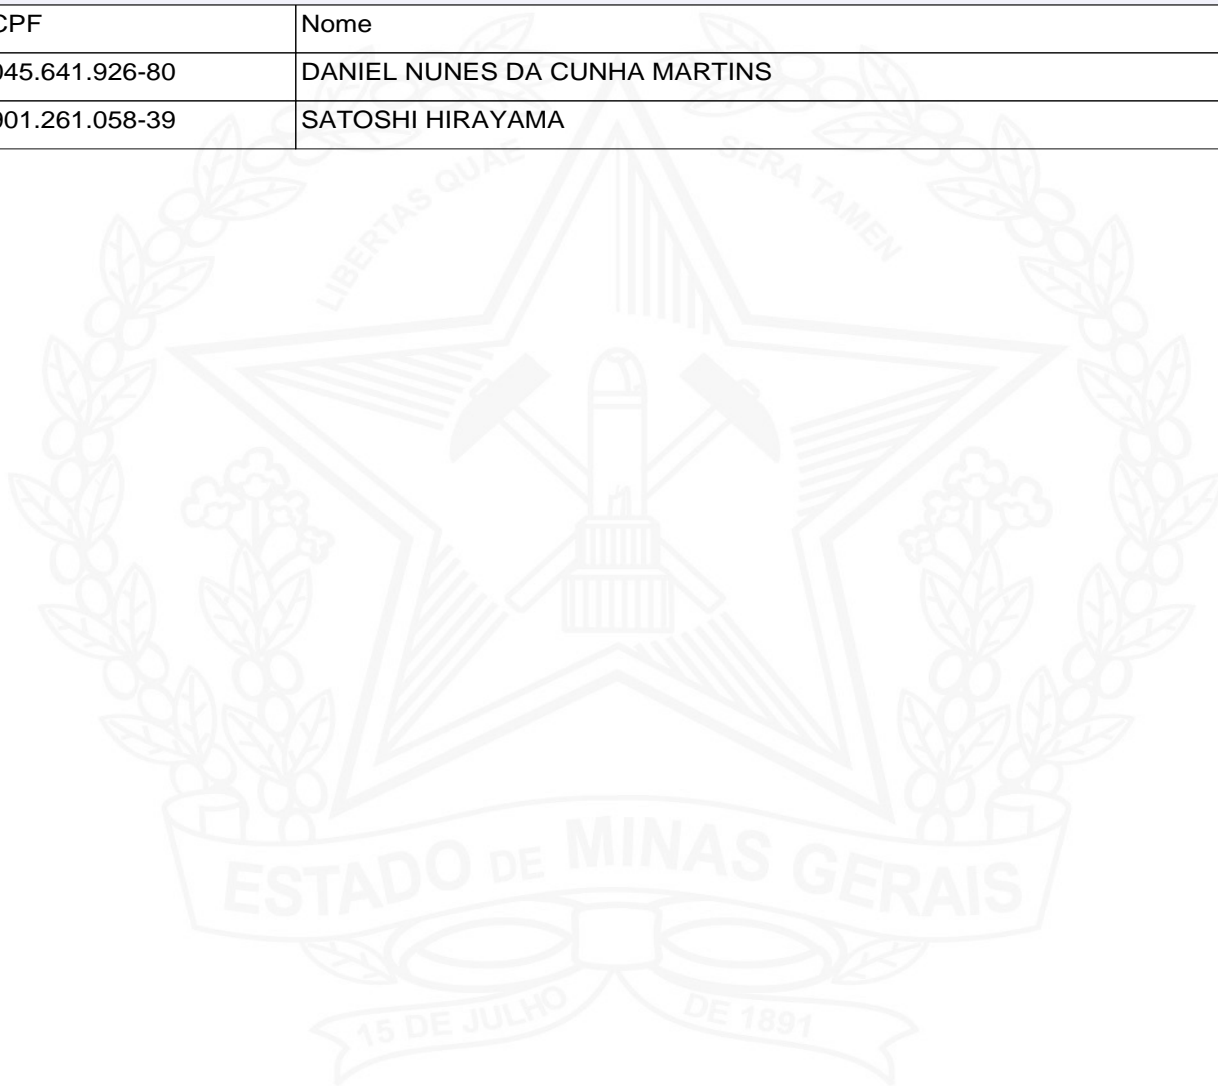 CPF Nome
045.641.926-80 DANIEL NUNES DA CUNHA MARTINS
901.261.058-39 SATOSHI HIRAYAMA
LIBERTAS QUAE SERA TAMEN
ESTADO DE MINAS GERAIS
15 DE JULHO DE 1891